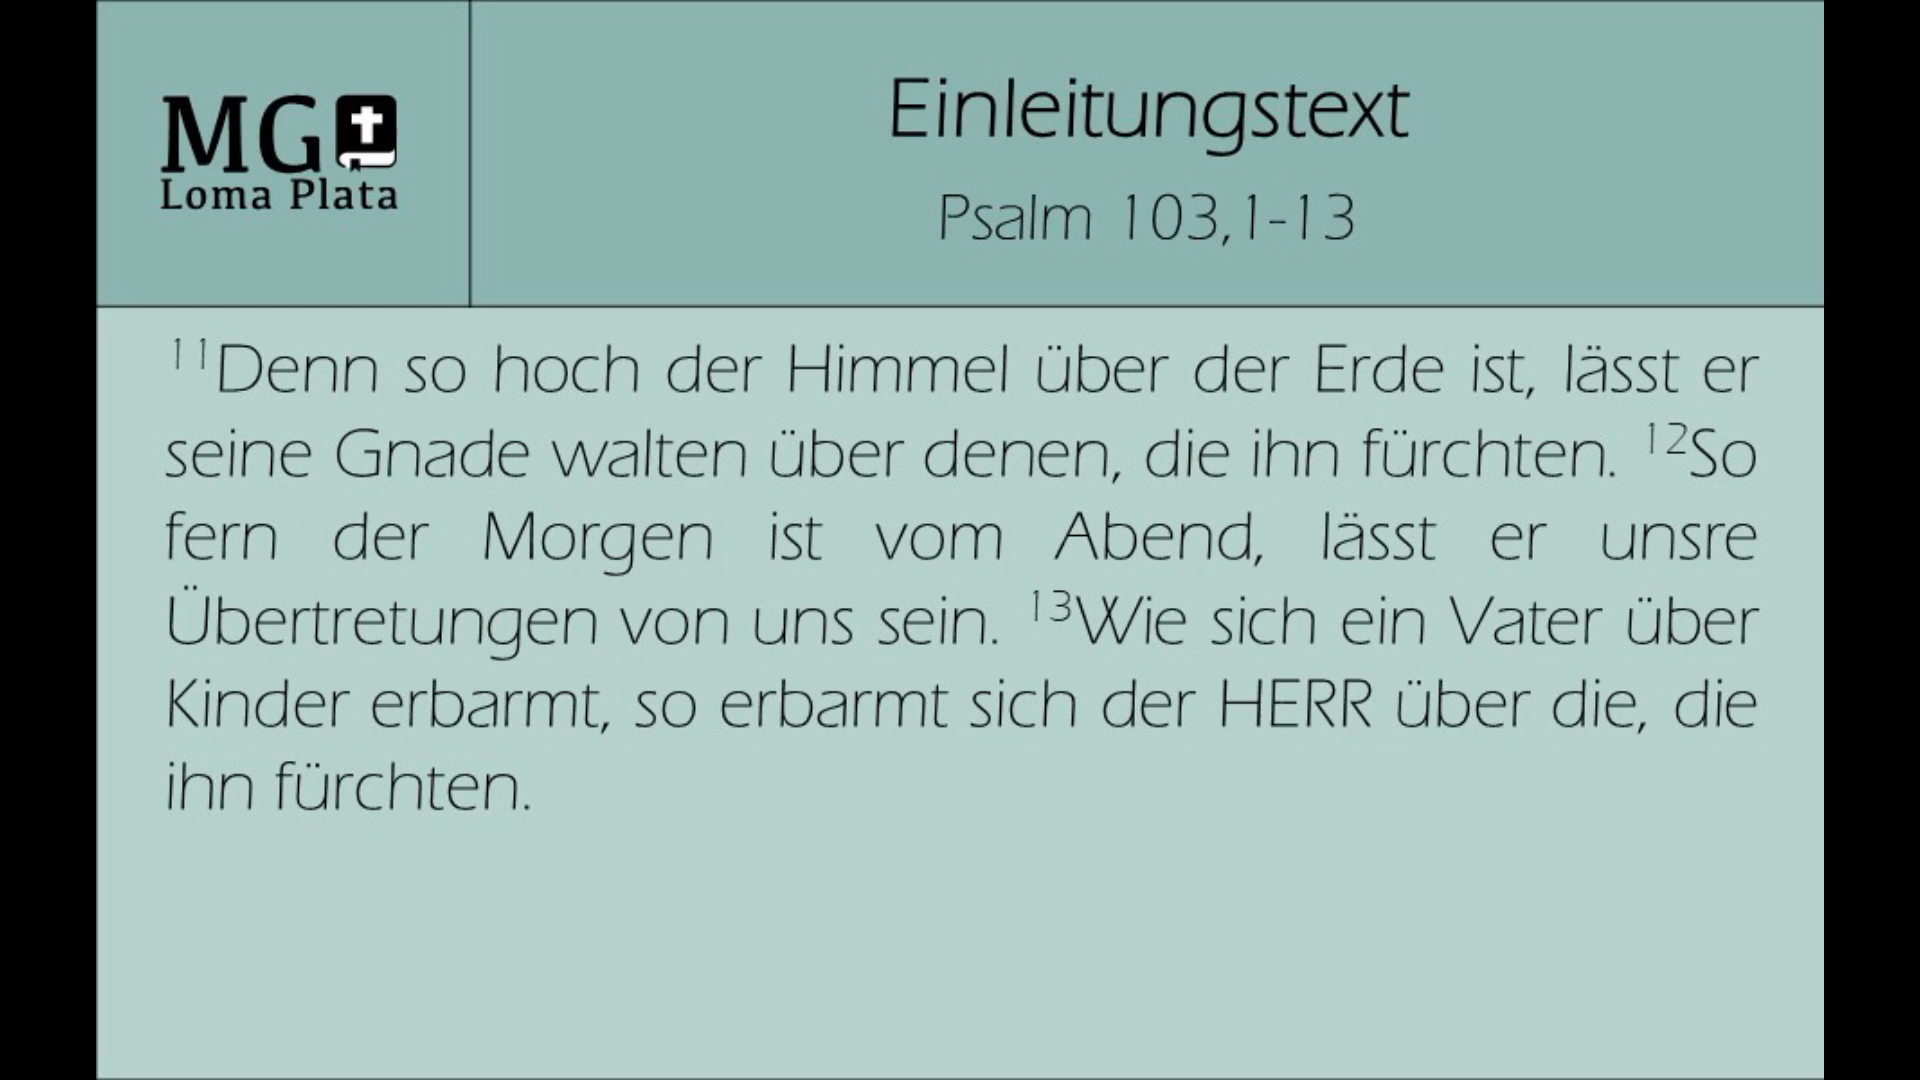 MG
Loma Plata
Einleitungstext
Psalm 103,1-13
¹¹Denn so hoch der Himmel über der Erde ist, lässt er
seine Gnade walten über denen, die ihn fürchten. ¹²So
fern der Morgen ist vom Abend, lässt er unsre
Übertretungen von uns sein. ¹³Wie sich ein Vater über
Kinder erbarmt, so erbarmt sich der HERR über die, die
ihn fürchten.